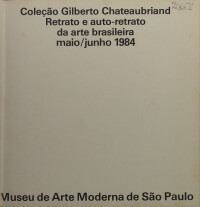 Coleção Gilberto Chateaubriand
Retrato e auto-retrato
da arte brasileira
maio/junho 1984
Museu de Arte Moderna de São Paulo